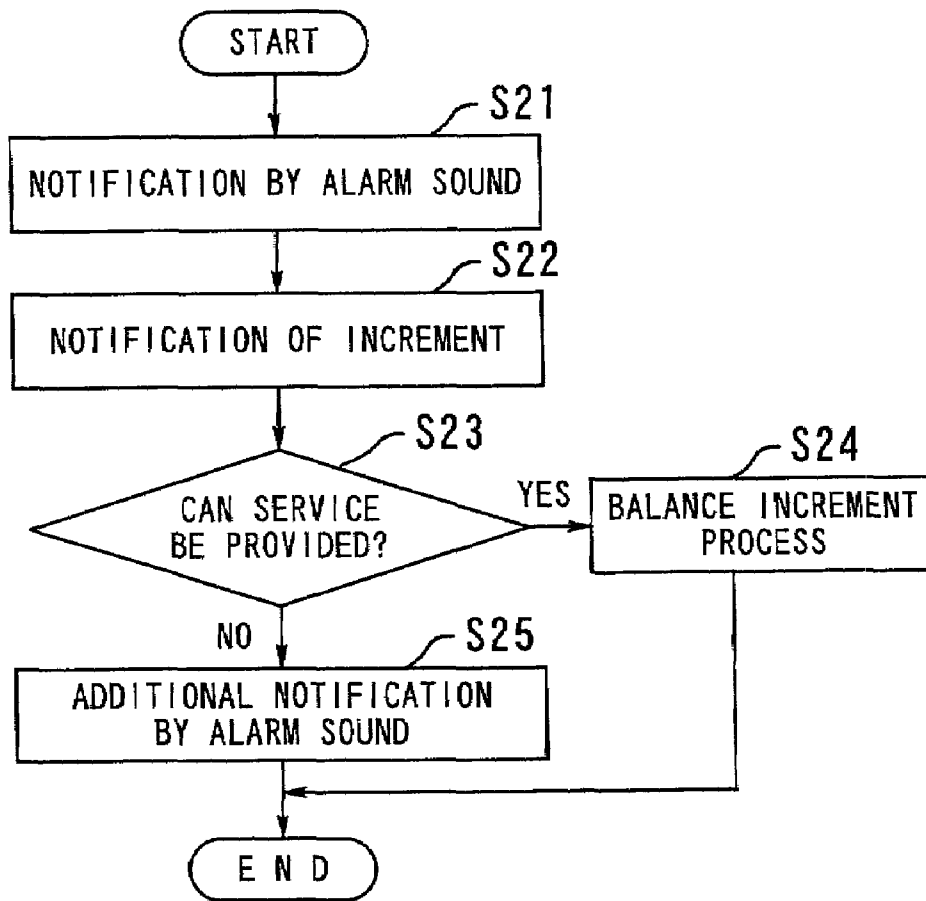 START
S21
NOTIFICATION BY ALARM SOUND
S22
NOTIFICATION OF INCREMENT
S23
CAN SERVICE
BE PROVIDED?
YES
S24
BALANCE INCREMENT
PROCESS
NO
S25
ADDITIONAL NOTIFICATION
BY ALARM SOUND
END